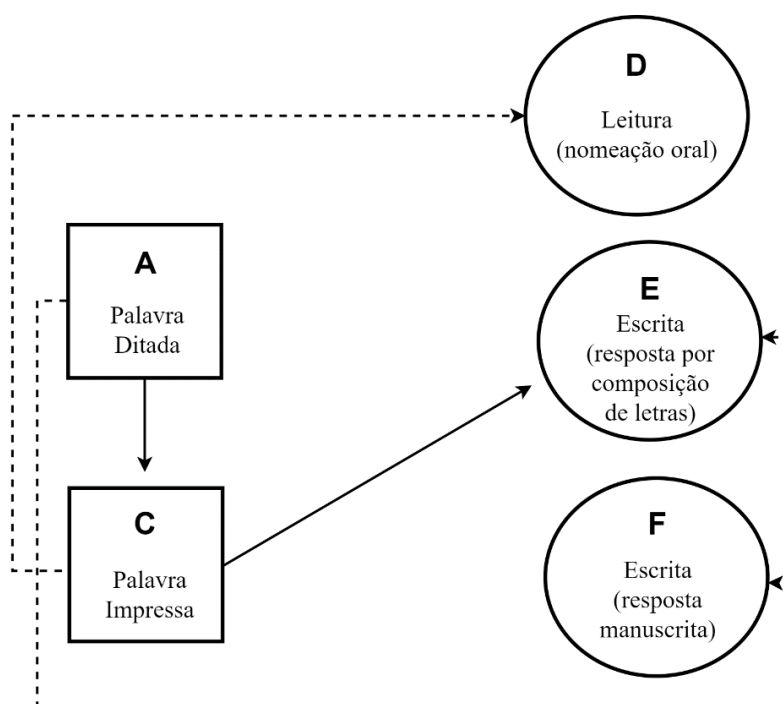 D
Leitura
(nomeação oral)
A
Palavra
Ditada
E
Escrita
(resposta por
composição
de letras)
C
Palavra
Impressa
F
Escrita
(resposta
manuscrita)